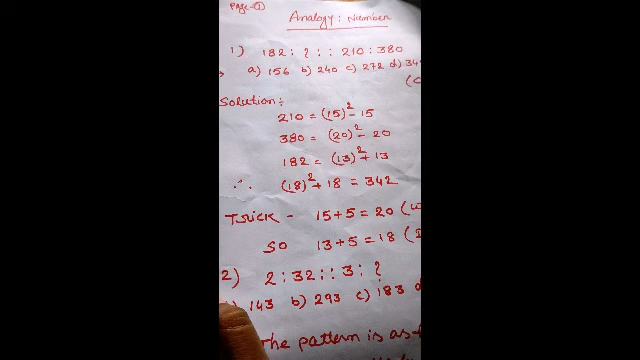 Page-①
Analogy: Number
1) 182 : ? : : 210 : 380
a) 156 b) 240 c) 272 d) 34
Solution:
210 = (15)² - 15
380 = (20)² - 20
182 = (13)² + 13
∴ (18)² + 18 = 342
Trick - 15+5 = 20
So 13+5 = 18
2) 2 : 32 : : 3 : ?
143 b) 293 c) 183
The pattern is as